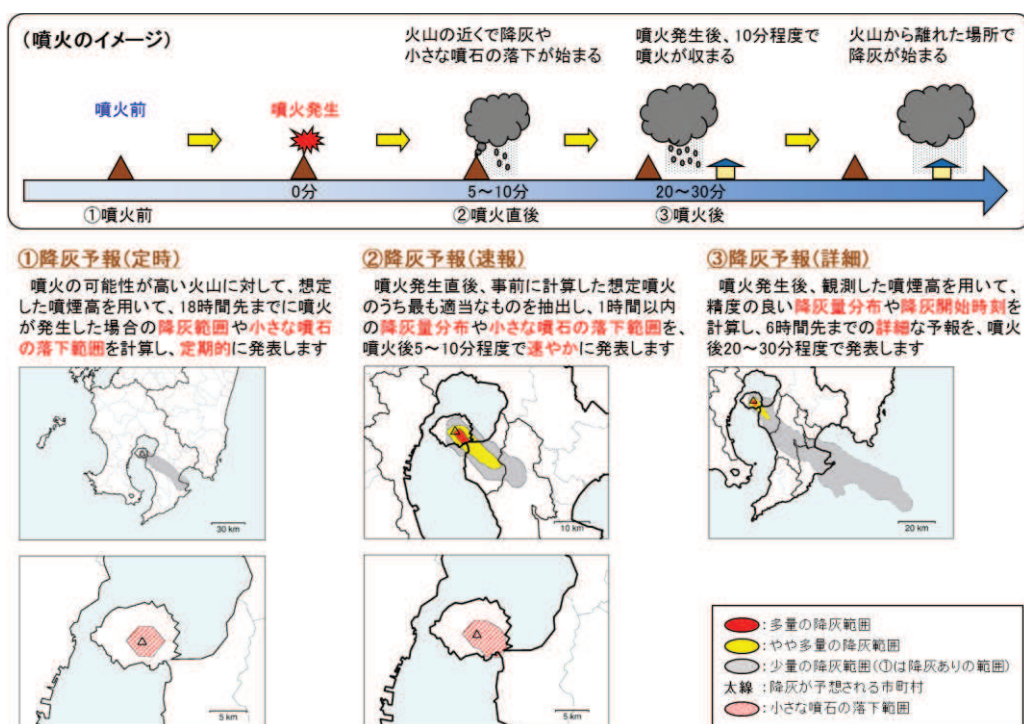 (噴火のイメージ)
火山の近くで降灰や
小さな噴石の落下が始まる
噴火発生後、10分程度で
噴火が収まる
火山から離れた場所で
降灰が始まる
噴火前
噴火発生
0分
5～10分
20～30分
①噴火前
②噴火直後
③噴火後
①降灰予報(定時)
噴火の可能性が高い火山に対して、想定
した噴煙高を用いて、18時間先までに噴火
が発生した場合の降灰範囲や小さな噴石
の落下範囲を計算し、定期的に発表します
30 km
5 km
②降灰予報(速報)
噴火発生直後、事前に計算した想定噴火
のうち最も適当なものを抽出し、1時間以内
の降灰量分布や小さな噴石の落下範囲を、
噴火後5～10分程度で速やかに発表します
10 km
5 km
③降灰予報(詳細)
噴火発生後、観測した噴煙高を用いて、
精度の良い降灰量分布や降灰開始時刻を
計算し、6時間先までの詳細な予報を、噴火
後20～30分程度で発表します
20 km
:多量の降灰範囲
:やや多量の降灰範囲
:少量の降灰範囲(①は降灰ありの範囲)
太線:降灰が予想される市町村
:小さな噴石の落下範囲